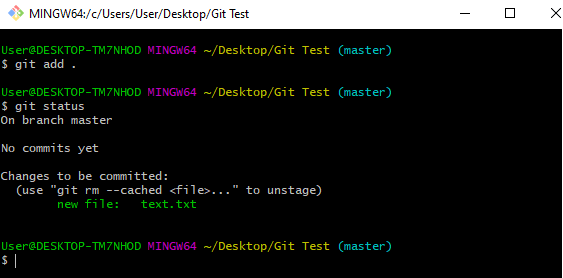 MINGW64:/c/Users/User/Desktop/Git Test
User@DESKTOP-TM7NHOD MINGW64 ~/Desktop/Git Test (master)
$ git add .
User@DESKTOP-TM7NHOD MINGW64 ~/Desktop/Git Test (master)
$ git status
On branch master
No commits yet
Changes to be committed:
(use "git rm --cached <file>..." to unstage)
new file: text.txt
User@DESKTOP-TM7NHOD MINGW64 ~/Desktop/Git Test (master)
$